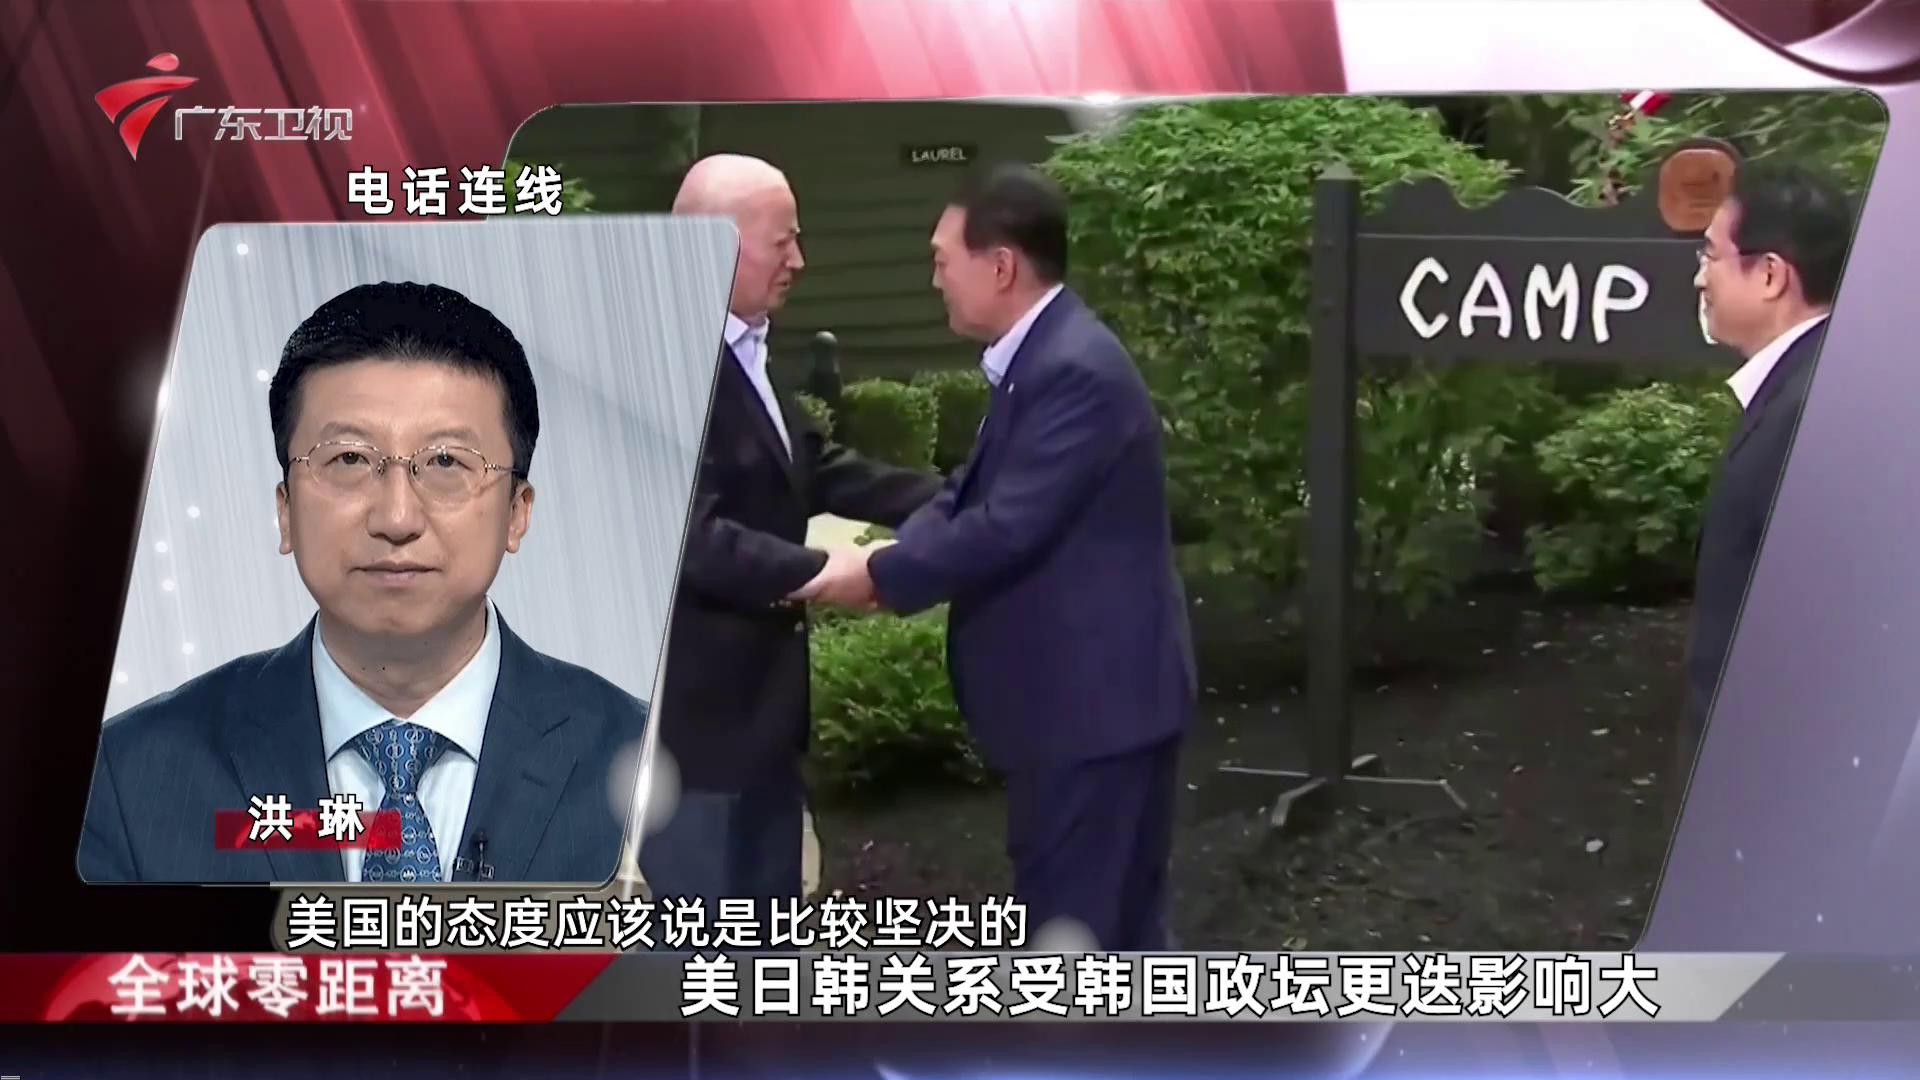 广东卫视
电话连线
LAUREL
CAMP
洪 琳
美国的态度应该说是比较坚决的
全球零距离
美日韩关系受韩国政坛更迭影响大